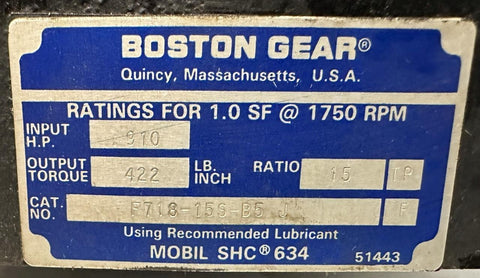 BOSTON GEAR®
Quincy, Massachusetts, U.S.A.
RATINGS FOR 1.0 SF @ 1750 RPM
INPUT H.P. .910
OUTPUT TORQUE 422 LB. INCH RATIO 15
CAT. NO. F718-15S-B5 J
Using Recommended Lubricant
MOBIL SHC® 634 51443